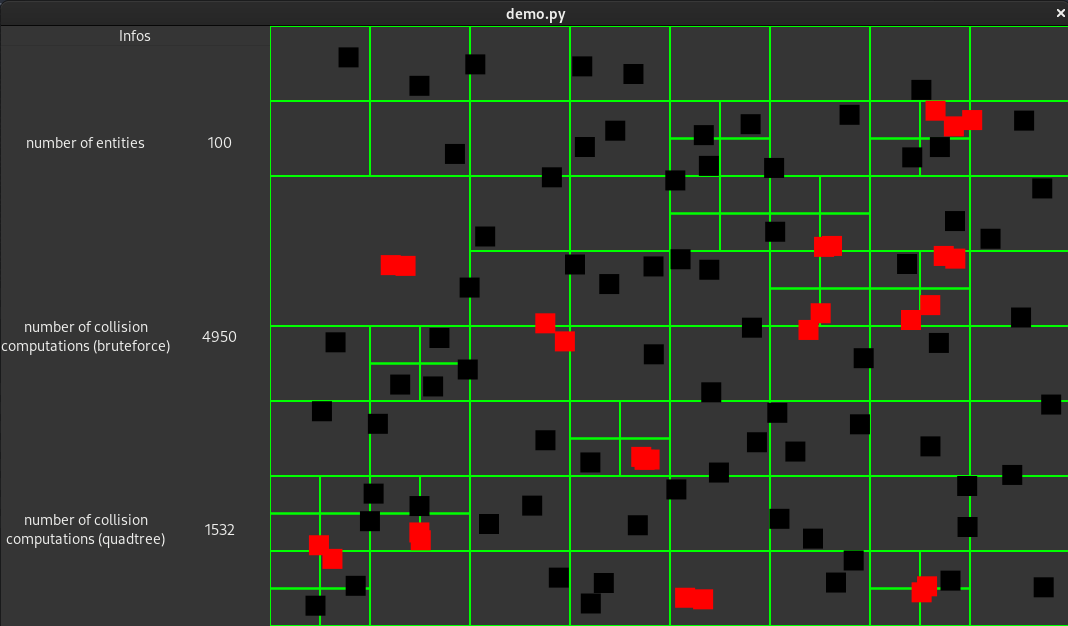 demo.py
×
Infos
number of entities 100
number of collision
computations (bruteforce) 4950
number of collision
computations (quadtree) 1532